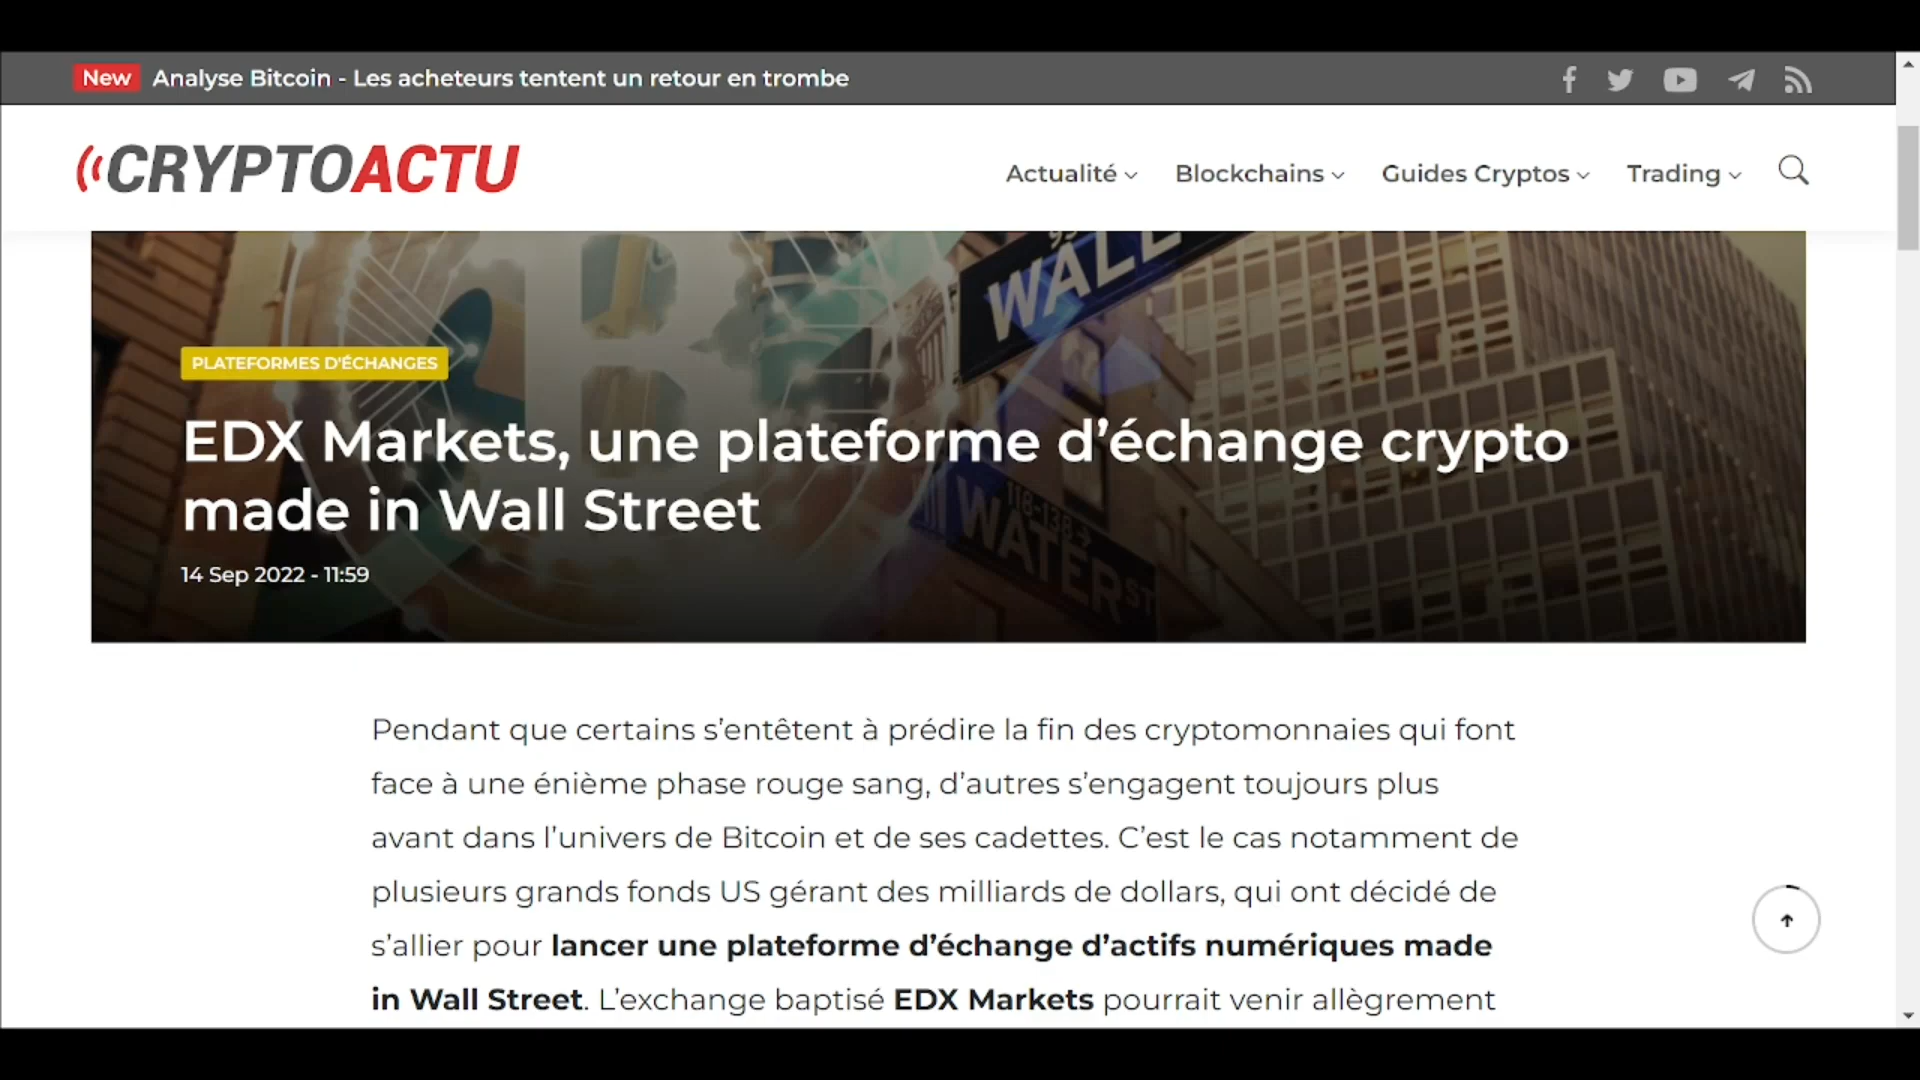 New Analyse Bitcoin - Les acheteurs tentent un retour en trombe
CRYPTOACTU
Actualité Blockchains Guides Cryptos Trading
WALL
PLATEFORMES D'ÉCHANGES
EDX Markets, une plateforme d’échange crypto
made in Wall Street
118-138
WATER ST
14 Sep 2022 - 11:59
Pendant que certains s’entêtent à prédire la fin des cryptomonnaies qui font
face à une énième phase rouge sang, d’autres s’engagent toujours plus
avant dans l’univers de Bitcoin et de ses cadettes. C’est le cas notamment de
plusieurs grands fonds US gérant des milliards de dollars, qui ont décidé de
s’allier pour lancer une plateforme d’échange d’actifs numériques made
in Wall Street. L’exchange baptisé EDX Markets pourrait venir allègrement